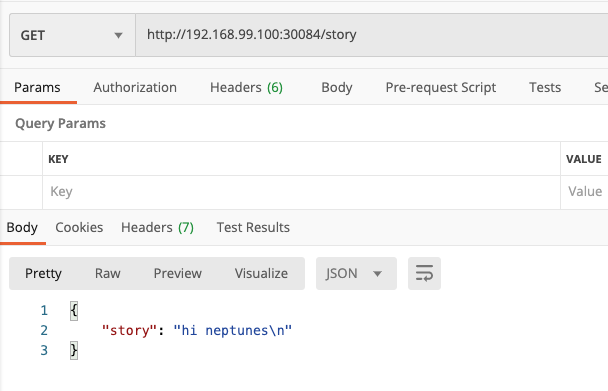 GET http://192.168.99.100:30084/story
Params Authorization Headers (6) Body Pre-request Script Tests Se
Query Params
KEY VALUE
Key Value
Body Cookies Headers (7) Test Results
Pretty Raw Preview Visualize JSON
1 {
2 "story": "hi neptunes\n"
3 }